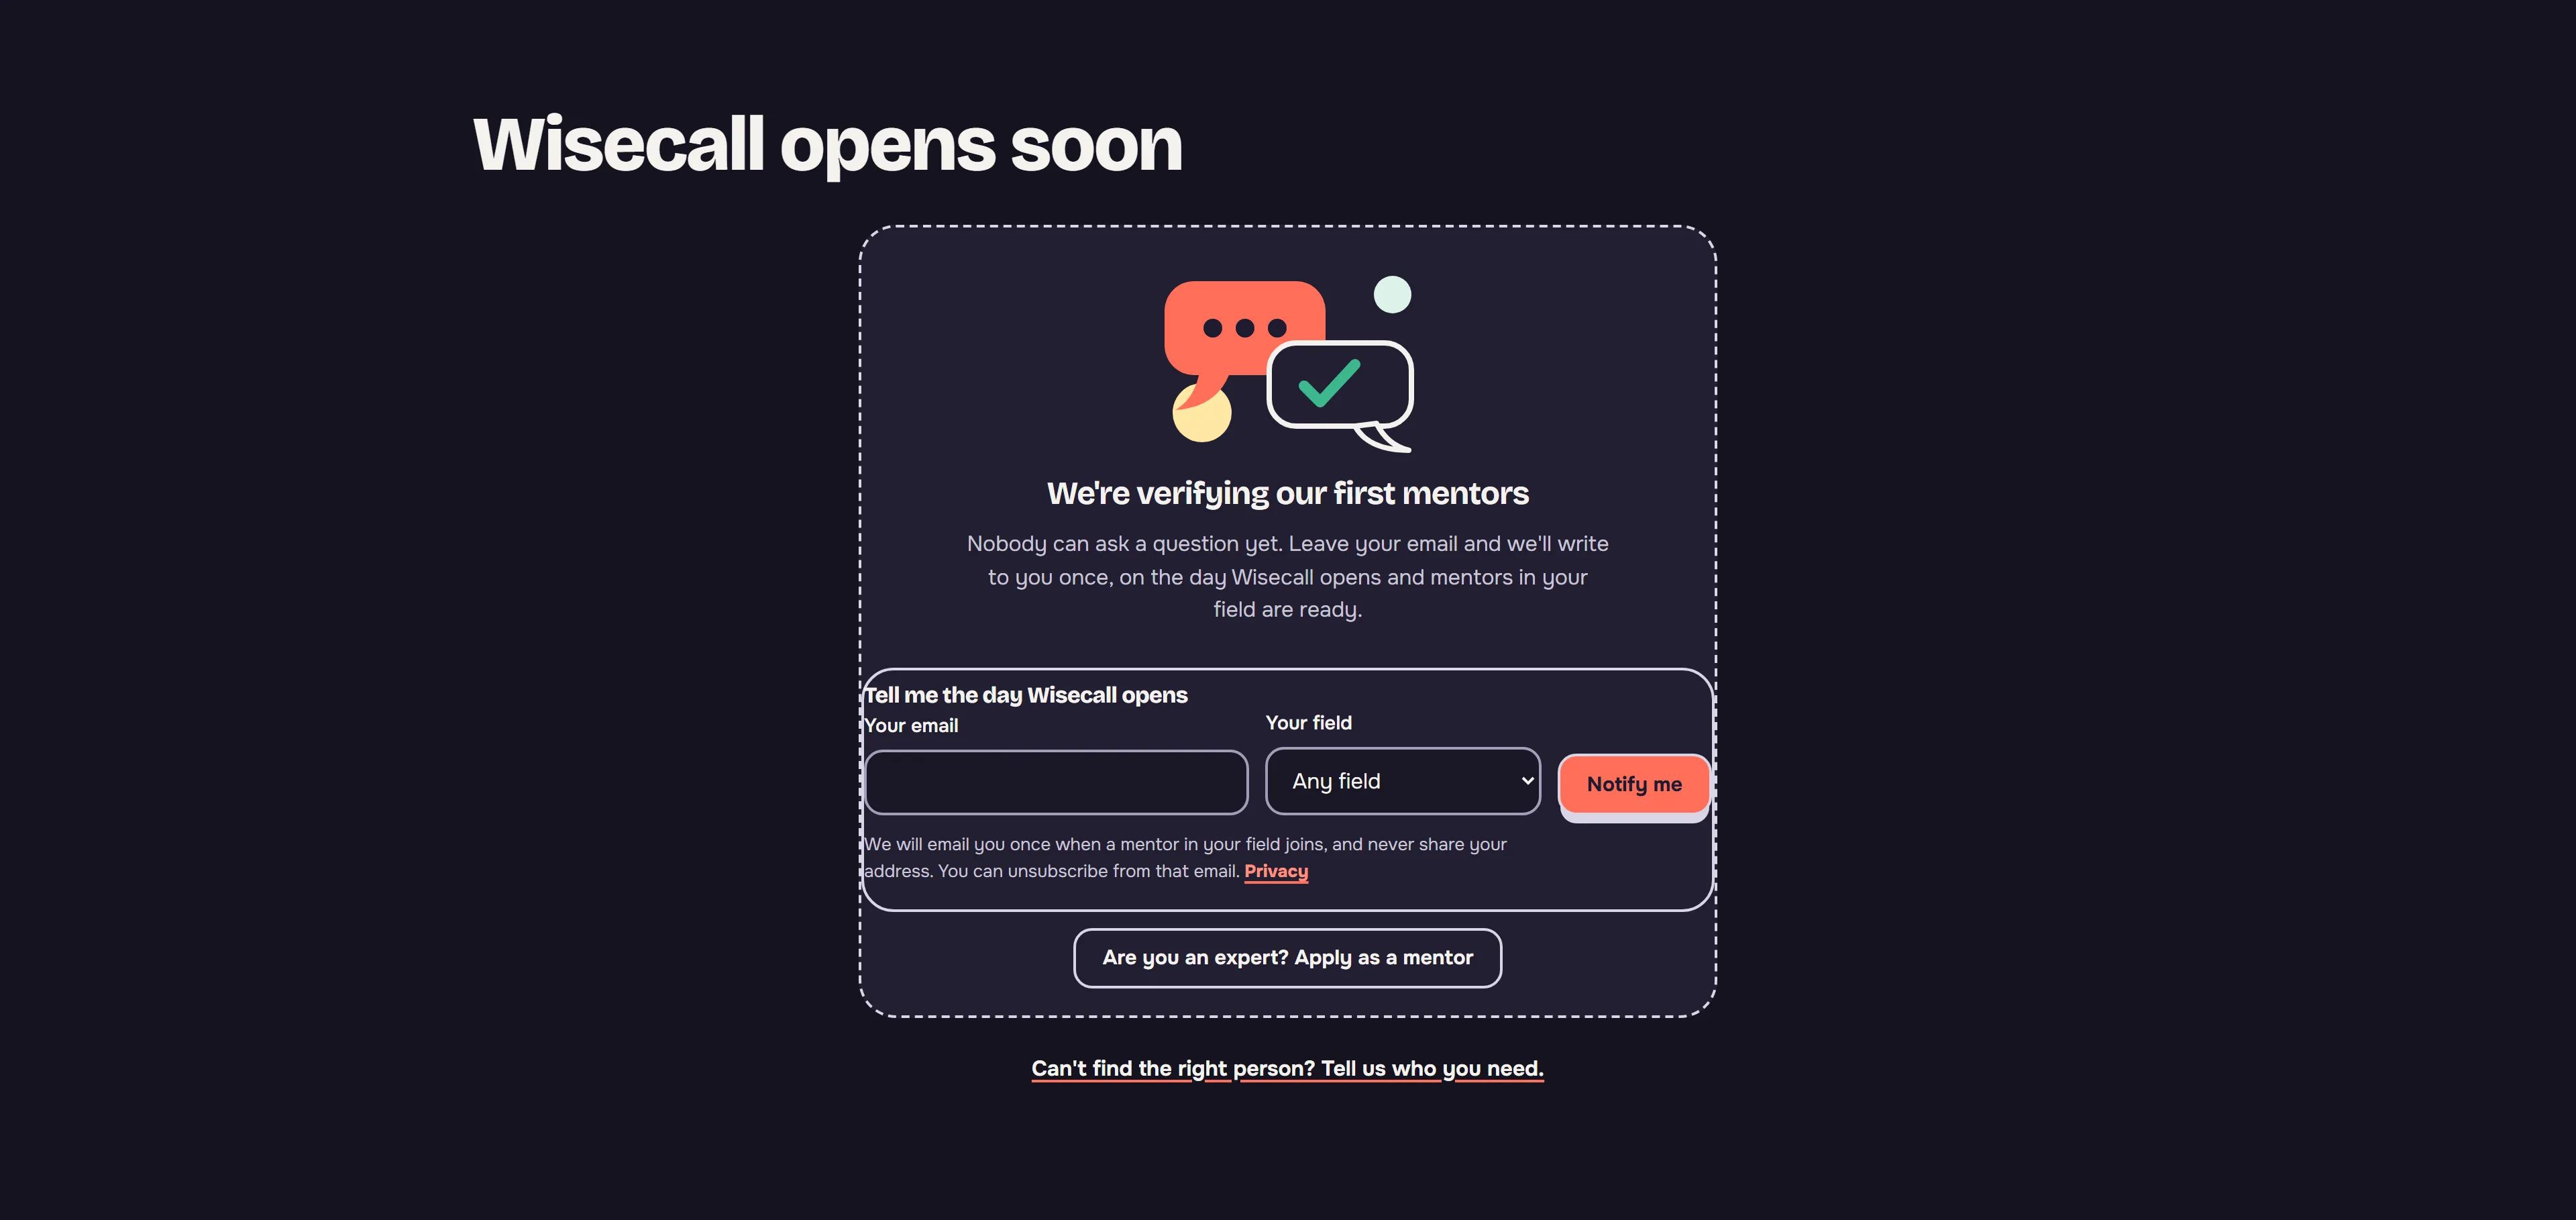 Wisecall opens soon
We're verifying our first mentors
Nobody can ask a question yet. Leave your email and we'll write
to you once, on the day Wisecall opens and mentors in your
field are ready.
Tell me the day Wisecall opens
Your email
Your field
Any field
Notify me
We will email you once when a mentor in your field joins, and never share your
address. You can unsubscribe from that email. Privacy
Are you an expert? Apply as a mentor
Can't find the right person? Tell us who you need.